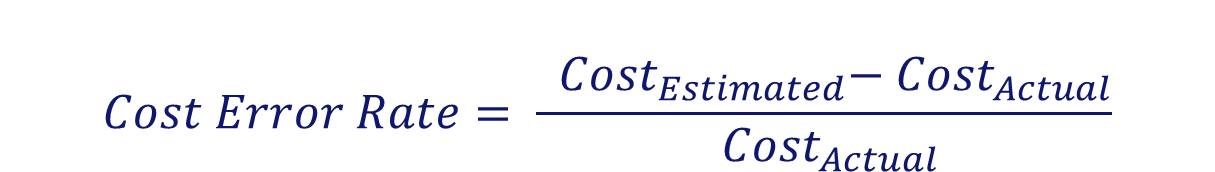 Cost Error Rate = 
Cost_Estimated − Cost_Actual
Cost_Actual